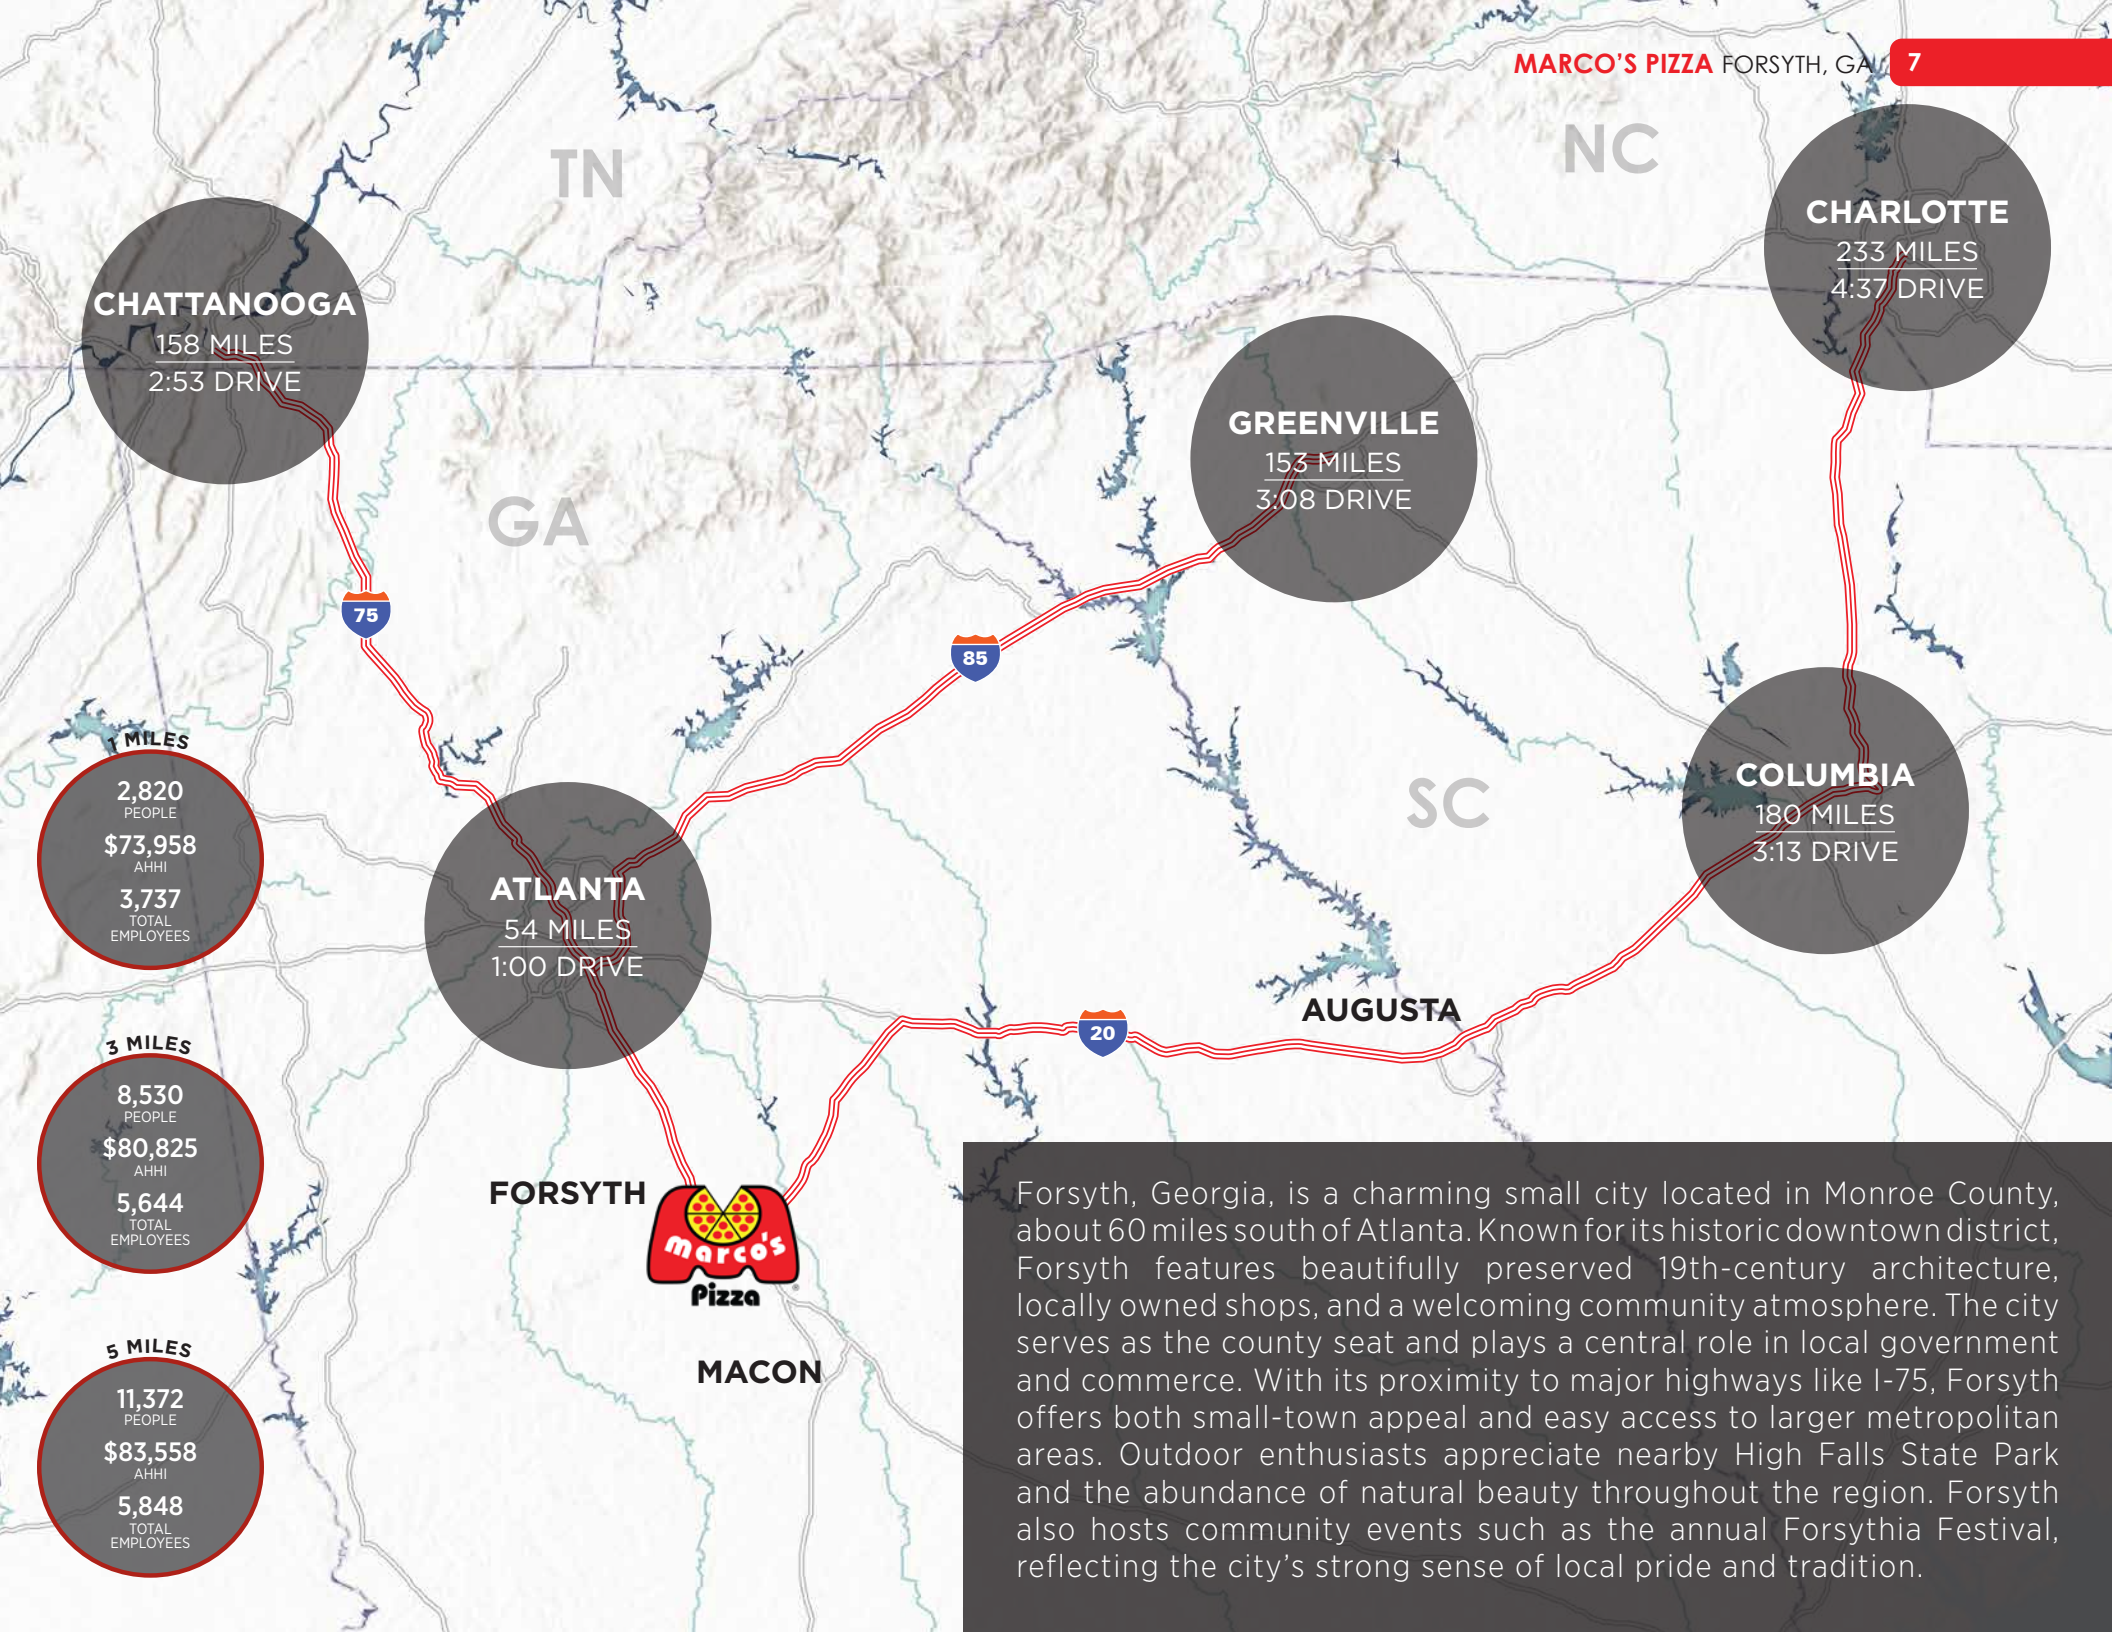 MARCO'S PIZZA FORSYTH, GA 7
TN
NC
CHARLOTTE
233 MILES
4:37 DRIVE
CHATTANOOGA
158 MILES
2:53 DRIVE
GREENVILLE
153 MILES
3:08 DRIVE
GA
75
85
1 MILES
2,820
PEOPLE
$73,958
AHHI
3,737
TOTAL
EMPLOYEES
ATLANTA
54 MILES
1:00 DRIVE
SC
COLUMBIA
180 MILES
3:13 DRIVE
AUGUSTA
20
3 MILES
8,530
PEOPLE
$80,825
AHHI
5,644
TOTAL
EMPLOYEES
FORSYTH
marco's
Pizza
®
MACON
5 MILES
11,372
PEOPLE
$83,558
AHHI
5,848
TOTAL
EMPLOYEES
Forsyth, Georgia, is a charming small city located in Monroe County,
about 60 miles south of Atlanta. Known for its historic downtown district,
Forsyth features beautifully preserved 19th-century architecture,
locally owned shops, and a welcoming community atmosphere. The city
serves as the county seat and plays a central role in local government
and commerce. With its proximity to major highways like I-75, Forsyth
offers both small-town appeal and easy access to larger metropolitan
areas. Outdoor enthusiasts appreciate nearby High Falls State Park
and the abundance of natural beauty throughout the region. Forsyth
also hosts community events such as the annual Forsythia Festival,
reflecting the city's strong sense of local pride and tradition.